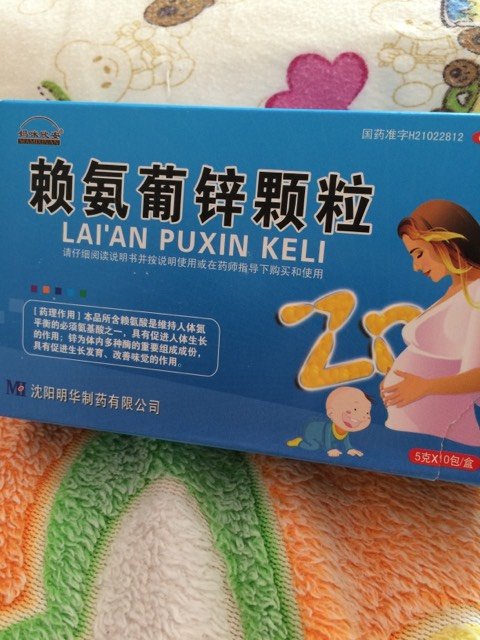 国药准字H21022812
妈咪欣安
MAMIXINAN
赖氨葡锌颗粒
LAI'AN PUXIN KELI
请仔细阅读说明书并按说明使用或在药师指导下购买和使用
Zn
[药理作用]本品所含赖氨酸是维持人体氮
平衡的必须氨基酸之一，具有促进人体生长
的作用；锌为体内多种酶的重要组成成份，
具有促进生长发育、改善味觉的作用。
沈阳明华制药有限公司
5克X10包/盒